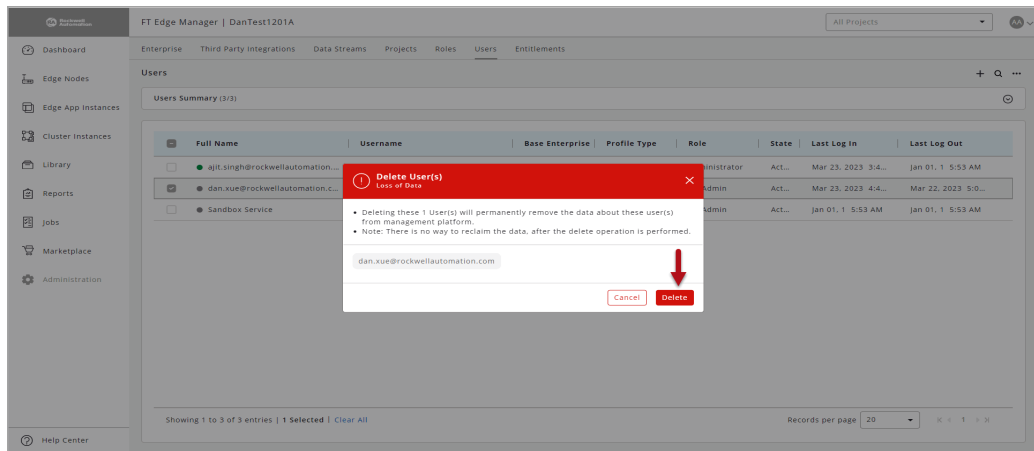 Rockwell Automation
FT Edge Manager | DanTest1201A
All Projects
AA
Dashboard
Edge Nodes
Edge App Instances
Cluster Instances
Library
Reports
Jobs
Marketplace
Administration
Help Center
Enterprise Third Party Integrations Data Streams Projects Roles Users Entitlements
Users
Users Summary (3/3)
Full Name Username Base Enterprise Profile Type Role State Last Log In Last Log Out
ajit.singh@rockwellautomation... ministrator Act... Mar 23, 2023 3:4... Jan 01, 1 5:53 AM
dan.xue@rockwellautomation.c... Admin Act... Mar 23, 2023 4:4... Mar 22, 2023 5:0...
Sandbox Service Admin Act... Jan 01, 1 5:53 AM Jan 01, 1 5:53 AM
Delete User(s)
Loss of Data
• Deleting these 1 User(s) will permanently remove the data about these user(s)
from management platform.
• Note: There is no way to reclaim the data, after the delete operation is performed.
dan.xue@rockwellautomation.com
Cancel Delete
Showing 1 to 3 of 3 entries | 1 Selected | Clear All
Records per page 20 1